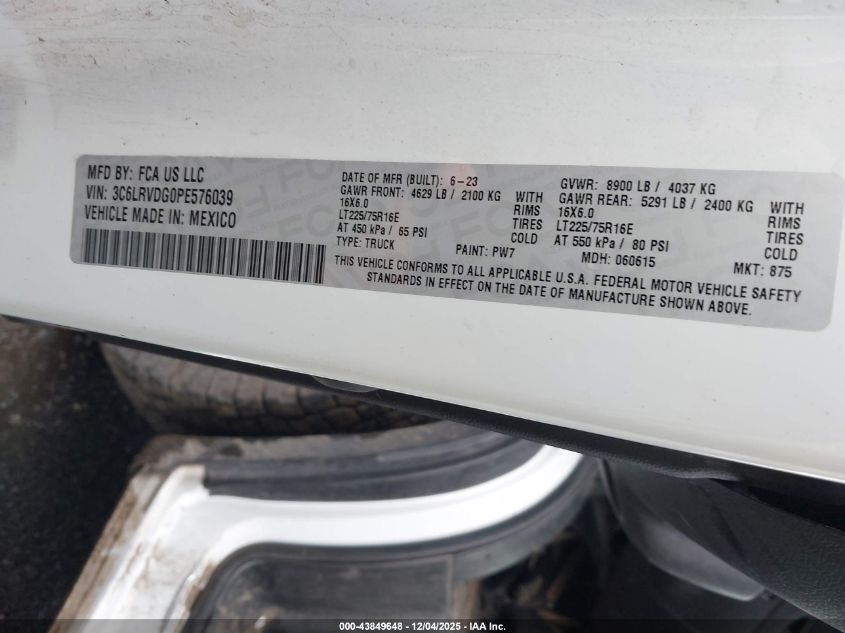 MFD BY: FCA US LLC
VIN: 3C6LRVDG0PE576039
VEHICLE MADE IN: MEXICO
DATE OF MFR (BUILT): 6-23
GAWR FRONT: 4629 LB / 2100 KG WITH
16X6.0 RIMS
LT225/75R16E TIRES
AT 450 kPa / 65 PSI COLD
TYPE: TRUCK PAINT: PW7
GVWR: 8900 LB / 4037 KG
GAWR REAR: 5291 LB / 2400 KG WITH
16X6.0 RIMS
LT225/75R16E TIRES
AT 550 kPa / 80 PSI COLD
MDH: 060615 MKT: 875
THIS VEHICLE CONFORMS TO ALL APPLICABLE U.S.A. FEDERAL MOTOR VEHICLE SAFETY
STANDARDS IN EFFECT ON THE DATE OF MANUFACTURE SHOWN ABOVE.
000-43849648 - 12/04/2025 - IAA Inc.